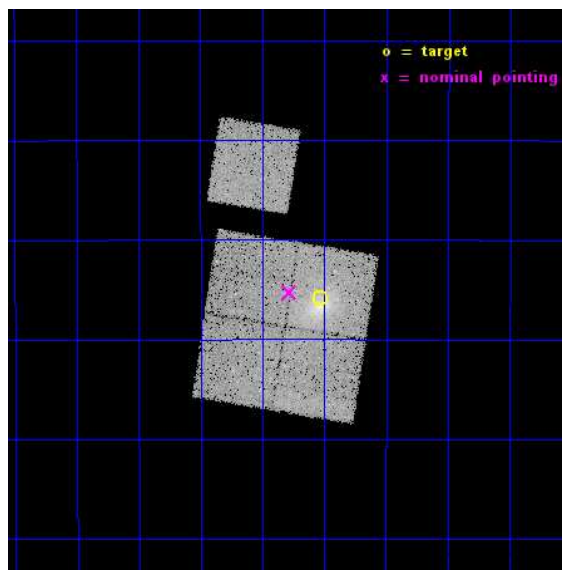 o = target
x = nominal pointing